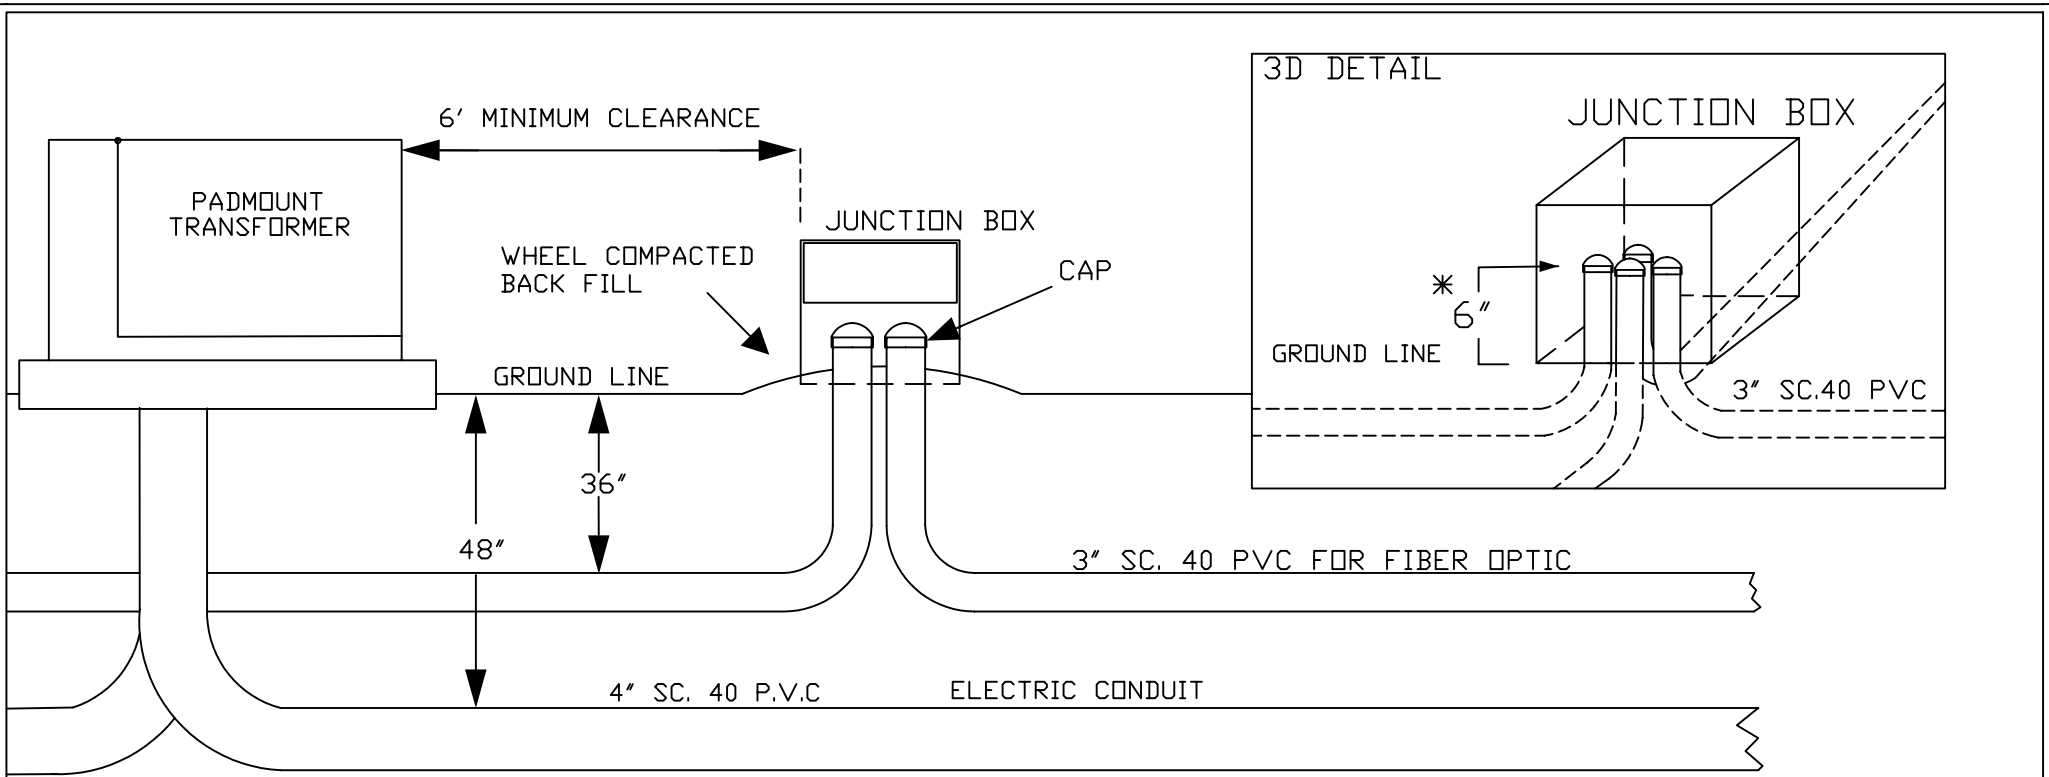 3D DETAIL
JUNCTION BOX
6' MINIMUM CLEARANCE
PADMOUNT
TRANSFORMER
JUNCTION BOX
WHEEL COMPACTED
BACK FILL
CAP
*
6"
GROUND LINE
GROUND LINE
3" SC.40 PVC
36"
48"
3" SC. 40 PVC FOR FIBER OPTIC
4" SC. 40 P.V.C
ELECTRIC CONDUIT